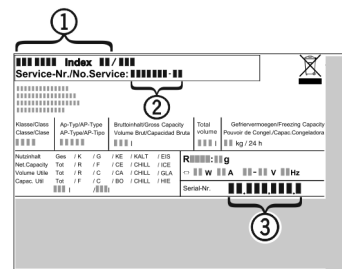 1
Index /
Service-Nr./No.Service: -
2
Klasse/Class Ap-Typ/AP-Type Bruttoinhalt/Gross Capacity Total Gefriervermoegen/Freezing Capacity
Classe/Clase AP-Type/AP-Tipo Volume Brut/Capacidad Bruta volume Pouvoir de Congel./Capac.Congeladora
l l kg / 24 h
Nutzinhalt Ges / K / G / KE / KALT / EIS
Net.Capacity Tot / R / F / CE / CHILL / ICE
Volume Utile Tot / R / C / CA / CHILL / GLA
Capac. Util Tot / F / C / BO / CHILL / HIE
l / l
R : g
W A - V Hz
Serial-Nr. . . .
3